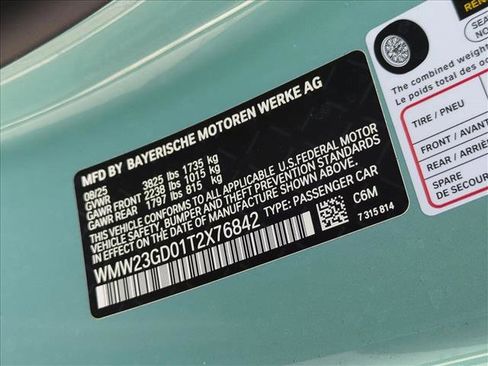 MFD BY BAYERISCHE MOTOREN WERKE AG
08/25 3825 lbs 1735 kg
GVWR 2238 lbs 1015 kg
GAWR FRONT 1797 lbs 815 kg
GAWR REAR
THIS VEHICLE CONFORMS TO ALL APPLICABLE U.S. FEDERAL MOTOR
VEHICLE SAFETY, BUMPER, AND THEFT PREVENTION STANDARDS
IN EFFECT ON THE DATE OF MANUFACTURE SHOWN ABOVE.
WMW23GD01T2X76842 TYPE: PASSENGER CAR
C6M
7 315 814
The combined weight
Le poids total des oc
TIRE / PNEU
FRONT / AVANT
REAR / ARRIÈRE
SPARE
DE SECOURS